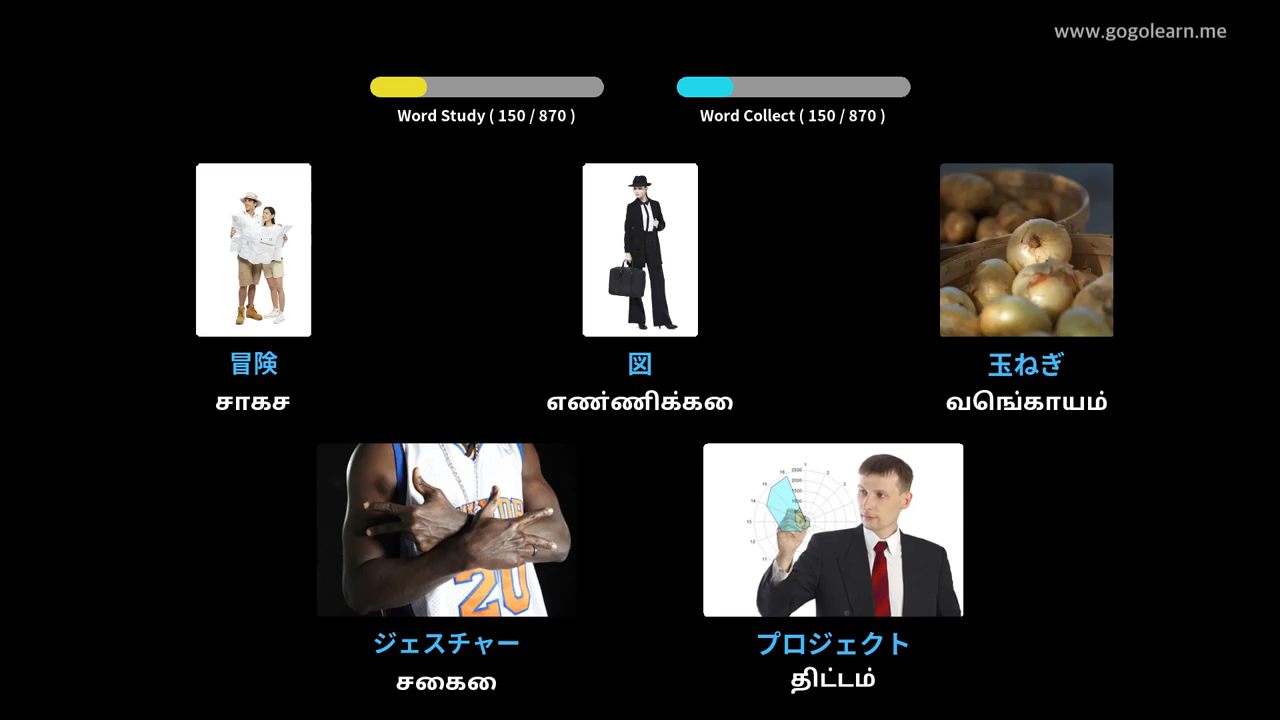 www.gogolearn.me
Word Study ( 150 / 870 )
Word Collect ( 150 / 870 )
冒険
சாகச
図
எண்ணிக்கை
玉ねぎ
வெங்காயம்
20
ジェスチャー
சைகை
プロジェクト
திட்டம்